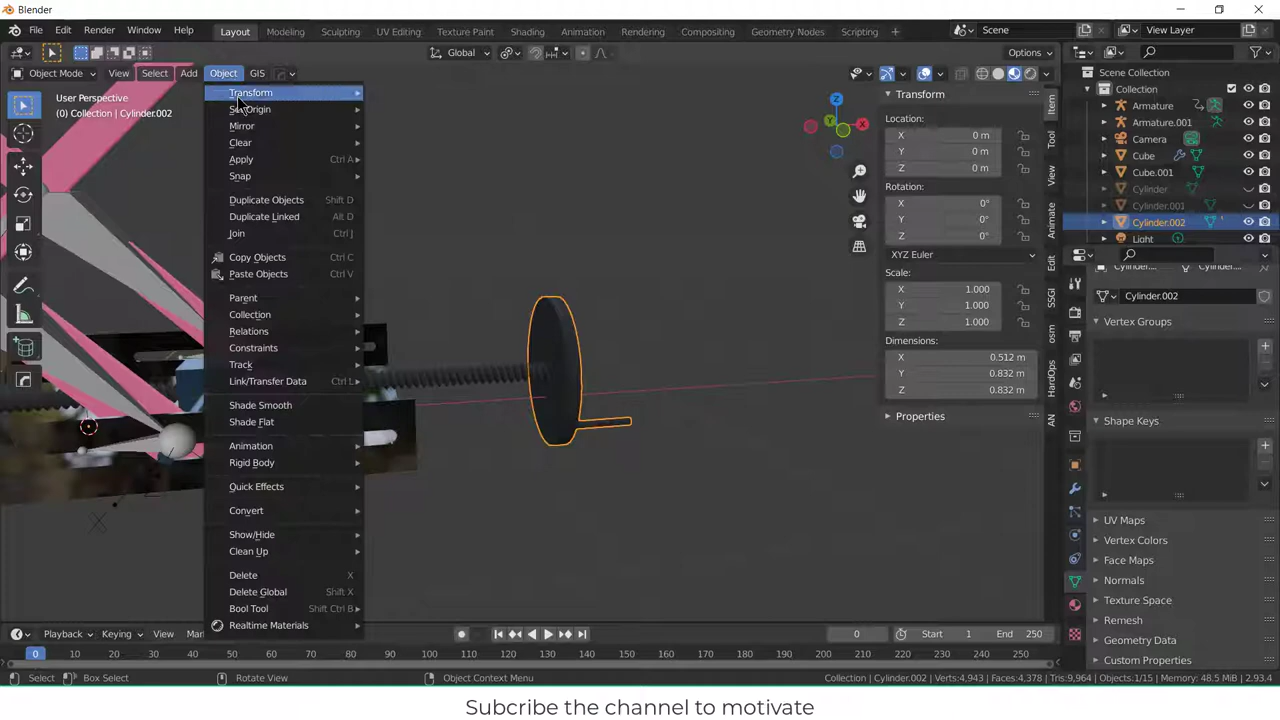 Blender
File Edit Render Window Help
Layout Modeling Sculpting UV Editing Texture Paint Shading Animation Rendering Compositing Geometry Nodes Scripting +
Scene
View Layer
Global
Options
Object Mode View Select Add Object GIS
User Perspective
(0) Collection | Cylinder.002
Transform
Set Origin
Mirror
Clear
Apply Ctrl A
Snap
Duplicate Objects Shift D
Duplicate Linked Alt D
Join Ctrl J
Copy Objects Ctrl C
Paste Objects Ctrl V
Parent
Collection
Relations
Constraints
Track
Link/Transfer Data Ctrl L
Shade Smooth
Shade Flat
Animation
Rigid Body
Quick Effects
Convert
Show/Hide
Clean Up
Delete X
Delete Global Shift X
Bool Tool Shift Ctrl B
Realtime Materials
Z
Y
X
Transform
Location:
X 0 m
Y 0 m
Z 0 m
Rotation:
X 0°
Y 0°
Z 0°
XYZ Euler
Scale:
X 1.000
Y 1.000
Z 1.000
Dimensions:
X 0.512 m
Y 0.832 m
Z 0.832 m
Properties
Item
Tool
View
Animate
Edit
SSGI
osm
HardOps
AN
Scene Collection
Collection
Armature
Armature.001
Camera
Cube
Cube.001
Cylinder
Cylinder.001
Cylinder.002
Light
Cylinder.... Cylinder....
Cylinder.002
Vertex Groups
Shape Keys
UV Maps
Vertex Colors
Face Maps
Normals
Texture Space
Remesh
Geometry Data
Custom Properties
Playback Keying View Mar
0 Start 1 End 250
0 10 20 30 40 50 60 70 80 90 100 110 120 130 140 150 160 170 180 190 200 210 220 230 240 250
Select Box Select Rotate View Object Context Menu
Collection | Cylinder.002 | Verts:4,943 | Faces:4,378 | Tris:9,964 | Objects:1/15 | Memory: 48.5 MiB | 2.93.4
Subcribe the channel to motivate